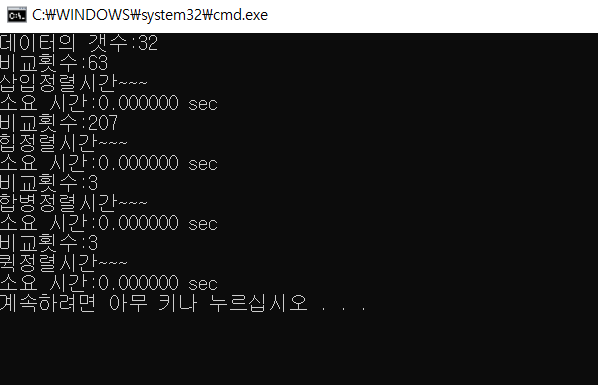 C:₩WINDOWS₩system32₩cmd.exe
데이터의 갯수:32
비교횟수:63
삽입정렬시간~~~
소요 시간:0.000000 sec
비교횟수:207
힙정렬시간~~~
소요 시간:0.000000 sec
비교횟수:3
합병정렬시간~~~
소요 시간:0.000000 sec
비교횟수:3
퀵정렬시간~~~
소요 시간:0.000000 sec
계속하려면 아무 키나 누르십시오 . . .